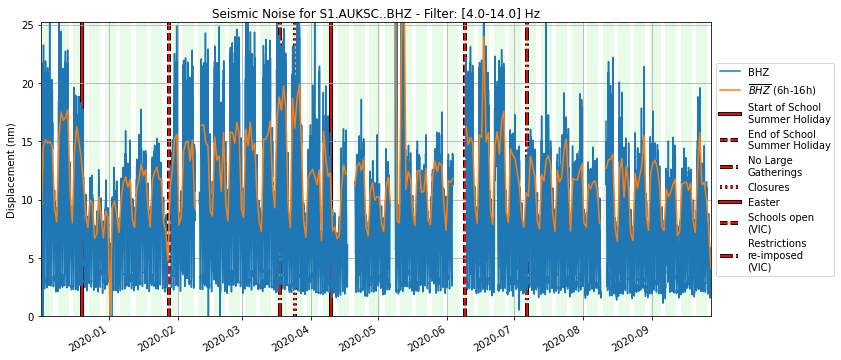 Seismic Noise for S1.AUKSC..BHZ - Filter: [4.0-14.0] Hz
Displacement (nm)
25
20
15
10
5
0
2020-01
2020-02
2020-03
2020-04
2020-05
2020-06
2020-07
2020-08
2020-09
BHZ
BHZ (6h-16h)
Start of School
Summer Holiday
End of School
Summer Holiday
No Large
Gatherings
Closures
Easter
Schools open
(VIC)
Restrictions
re-imposed
(VIC)